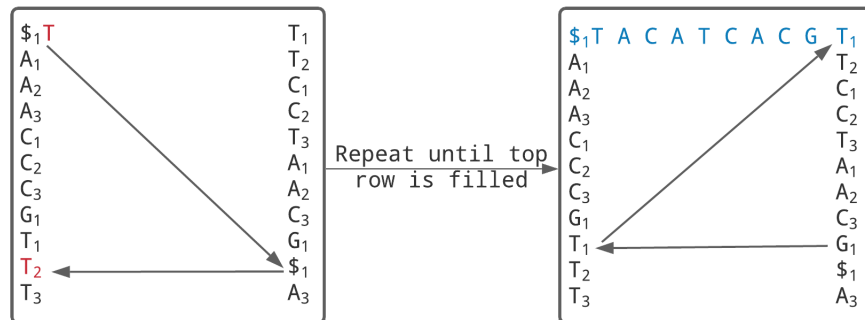 $₁T T₁
A₁ T₂
A₂ C₁
A₃ C₂
C₁ T₃
C₂ A₁
C₃ A₂
G₁ C₃
T₁ G₁
T₂ $₁
T₃ A₃
Repeat until top
row is filled
$₁T A C A T C A C G T₁
A₁ T₂
A₂ C₁
A₃ C₂
C₁ T₃
C₂ A₁
C₃ A₂
G₁ C₃
T₁ G₁
T₂ $₁
T₃ A₃